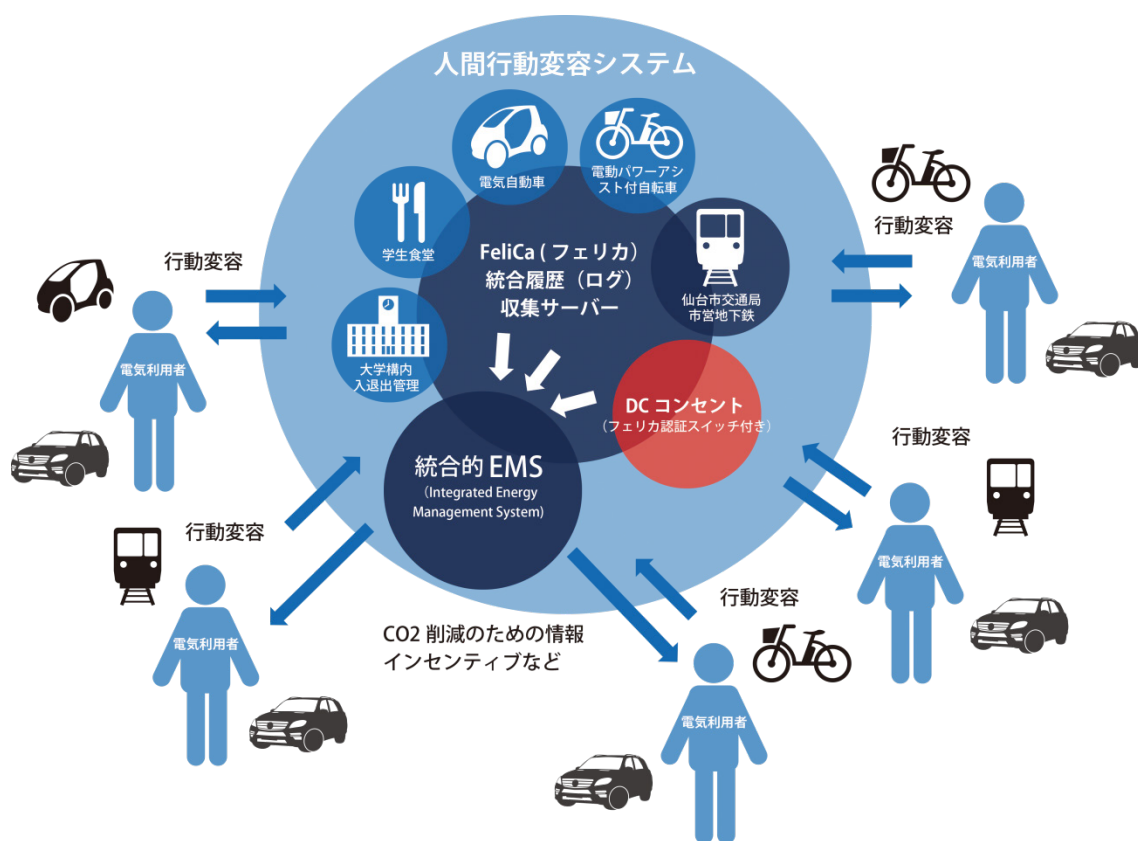 人間行動変容システム
電気自動車
電動パワーアシ
スト付自転車
学生食堂
FeliCa ( フェリカ）
統合履歴（ログ）
収集サーバー
仙台市交通局
市営地下鉄
大学構内
入退出管理
DC コンセント
（フェリカ認証スイッチ付き）
統合的 EMS
（Integrated Energy
Management System)
行動変容
電気利用者
行動変容
電気利用者
行動変容
電気利用者
行動変容
電気利用者
行動変容
電気利用者
CO2 削減のための情報
インセンティブなど